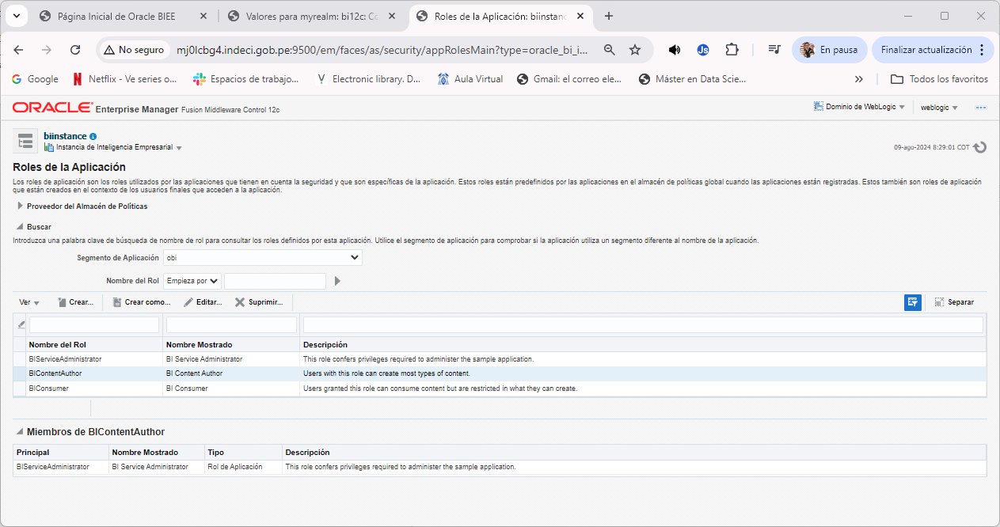 Página Inicial de Oracle BIEE
Valores para myrealm: bi12c: Co
Roles de la Aplicación: biinstanc
No seguro
mj0lcbg4.indeci.gob.pe:9500/em/faces/as/security/appRolesMain?type=oracle_bi_i...
Js
En pausa
Finalizar actualización
Google
Netflix - Ve series o...
Espacios de trabajo...
Electronic library. D...
Aula Virtual
Gmail: el correo ele...
Máster en Data Scie...
Todos los favoritos
ORACLE Enterprise Manager Fusion Middleware Control 12c
Dominio de WebLogic
weblogic
biinstance
Instancia de Inteligencia Empresarial
09-ago-2024 8:29:01 COT
Roles de la Aplicación
Los roles de aplicación son los roles utilizados por las aplicaciones que tienen en cuenta la seguridad y que son específicas de la aplicación. Estos roles están predefinidos por las aplicaciones en el almacén de políticas global cuando las aplicaciones están registradas. Estos también son roles de aplicación
que están creados en el contexto de los usuarios finales que acceden a la aplicación.
Proveedor del Almacén de Políticas
Buscar
Introduzca una palabra clave de búsqueda de nombre de rol para consultar los roles definidos por esta aplicación. Utilice el segmento de aplicación para comprobar si la aplicación utiliza un segmento diferente al nombre de la aplicación.
Segmento de Aplicación obi
Nombre del Rol Empieza por
Ver Crear... Crear como... Editar... Suprimir... Separar
Nombre del Rol Nombre Mostrado Descripción
BIServiceAdministrator BI Service Administrator This role confers privileges required to administer the sample application.
BIContentAuthor BI Content Author Users with this role can create most types of content.
BIConsumer BI Consumer Users granted this role can consume content but are restricted in what they can create.
Miembros de BIContentAuthor
Principal Nombre Mostrado Tipo Descripción
BIServiceAdministrator BI Service Administrator Rol de Aplicación This role confers privileges required to administer the sample application.